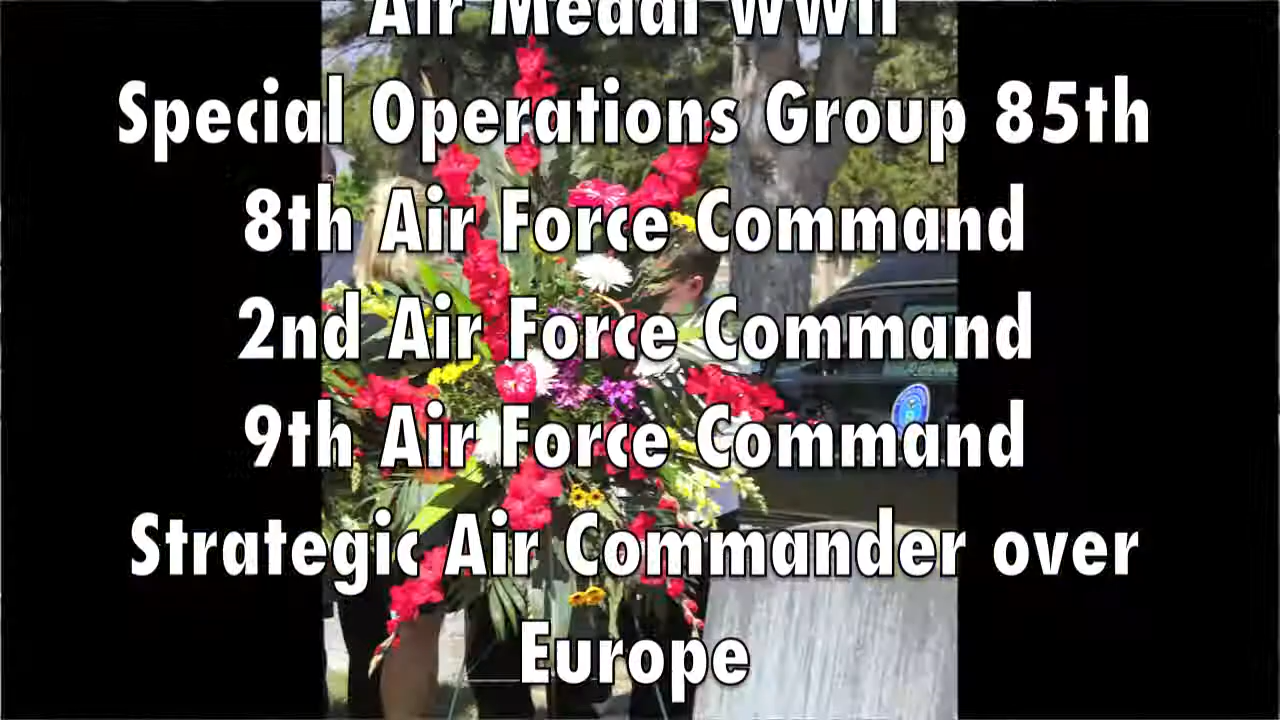 Air Medal WWII
Special Operations Group 85th
8th Air Force Command
2nd Air Force Command
9th Air Force Command
Strategic Air Commander over
Europe